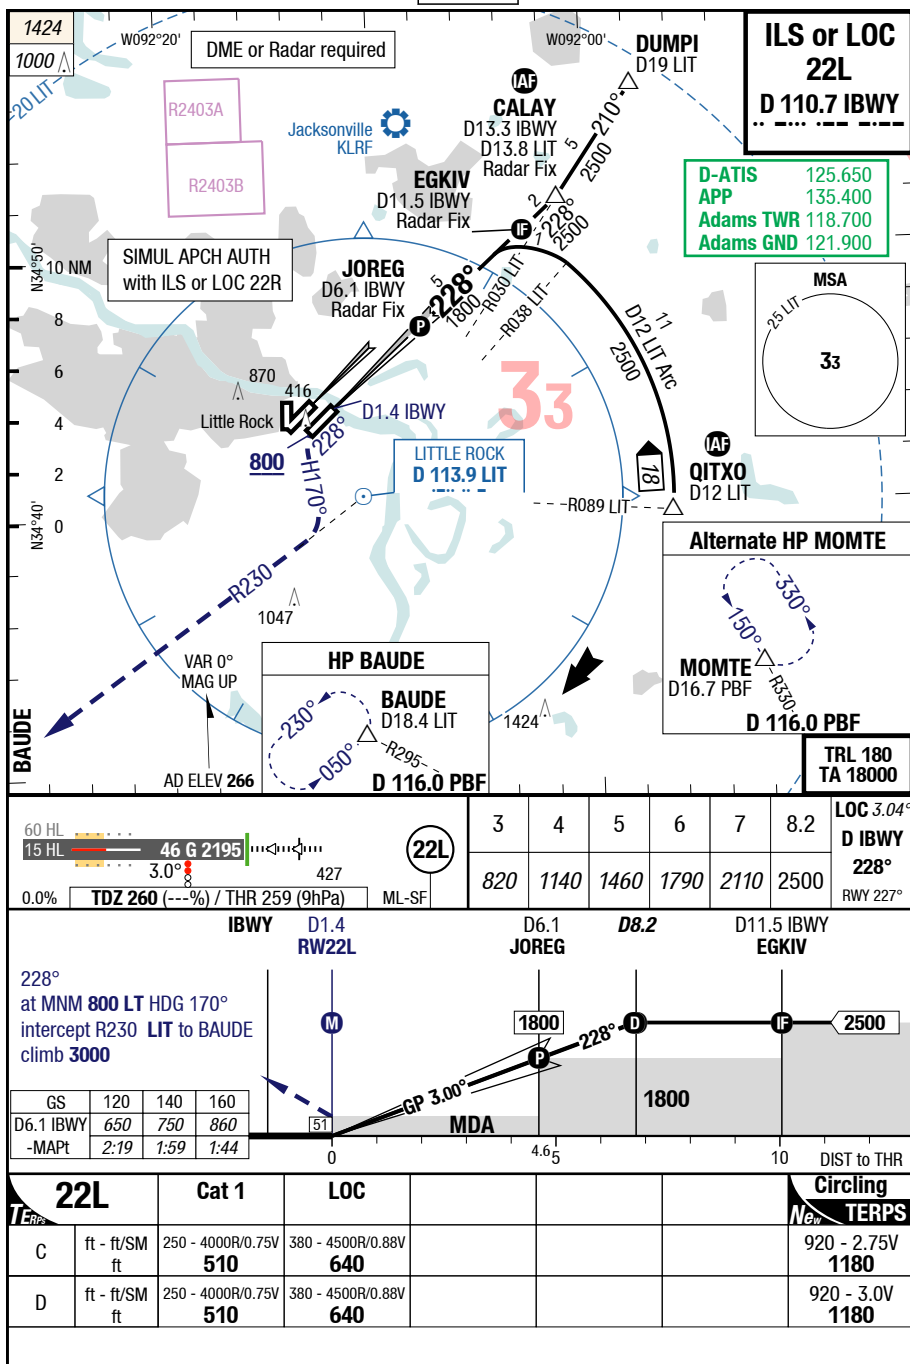 1424
1000
W092°20'
DME or Radar required
W092°00'
DUMPI
D19 LIT
ILS or LOC
22L
D 110.7 IBWY
20 LIT
R2403A
R2403B
Jacksonville
KLRF
IAF
CALAY
D13.3 IBWY
D13.8 LIT
Radar Fix
210°
5
2500
EGKIV
D11.5 IBWY
Radar Fix
IF
2
228°
2500
D-ATIS 125.650
APP 135.400
Adams TWR 118.700
Adams GND 121.900
SIMUL APCH AUTH
with ILS or LOC 22R
N34°50'
10 NM
8
6
4
2
0
N34°40'
JOREG
D6.1 IBWY
Radar Fix
P
5
228°
1800
R030 LIT
R038 LIT
11
D12 LIT Arc
2500
MSA
25 LIT
33
33
870
416
Little Rock
D1.4 IBWY
228°
800
H170°
LITTLE ROCK
D 113.9 LIT
IAF
QITXO
D12 LIT
18
R089 LIT
R230
1047
VAR 0°
MAG UP
BAUDE
AD ELEV 266
HP BAUDE
230°
050°
BAUDE
D18.4 LIT
R295
D 116.0 PBF
1424
Alternate HP MOMTE
330°
150°
MOMTE
D16.7 PBF
R330
D 116.0 PBF
TRL 180
TA 18000
60 HL
15 HL
46 G 2195
3.0°
427
0.0%
TDZ 260 (---%) / THR 259 (9hPa)
22L
ML-SF
3 4 5 6 7 8.2
820 1140 1460 1790 2110 2500
LOC 3.04°
D IBWY
228°
RWY 227°
IBWY D1.4 D6.1 D8.2 D11.5 IBWY
RW22L JOREG EGKIV
228°
at MNM 800 LT HDG 170°
intercept R230 LIT to BAUDE
climb 3000
M
1800
P
228°
D
IF
2500
GP 3.00°
1800
MDA
51
GS 120 140 160
D6.1 IBWY 650 750 860
-MAPt 2:19 1:59 1:44
0 4.6 5 10 DIST to THR
TERPS
22L Cat 1 LOC Circling
New TERPS
C ft - ft/SM 250 - 4000R/0.75V 380 - 4500R/0.88V 920 - 2.75V
ft 510 640 1180
D ft - ft/SM 250 - 4000R/0.75V 380 - 4500R/0.88V 920 - 3.0V
ft 510 640 1180